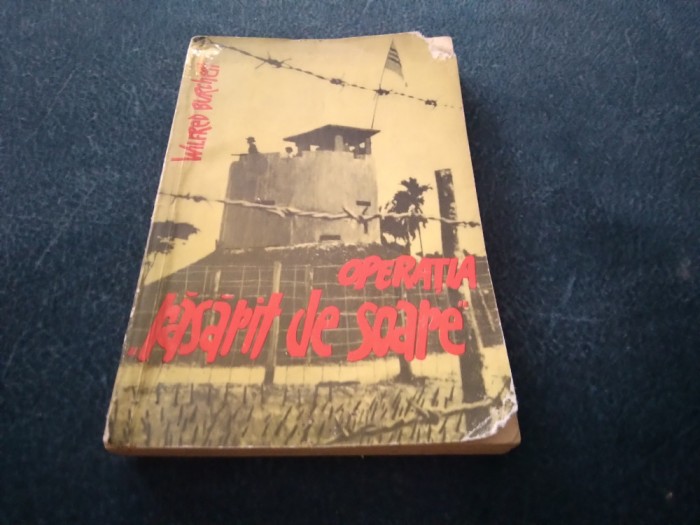 WILFRED BURCHETT
OPERAȚIA
„Răsărit de soare"